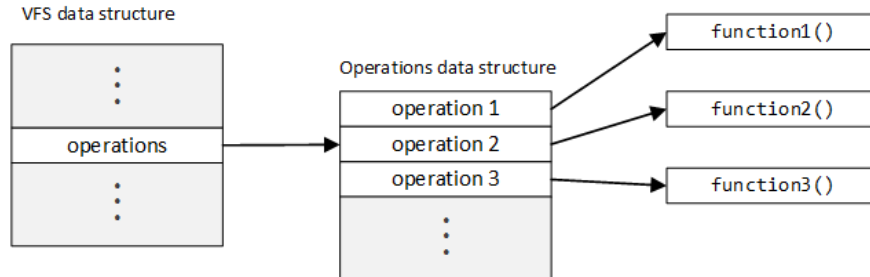 VFS data structure
operations
Operations data structure
operation 1
operation 2
operation 3
function1()
function2()
function3()